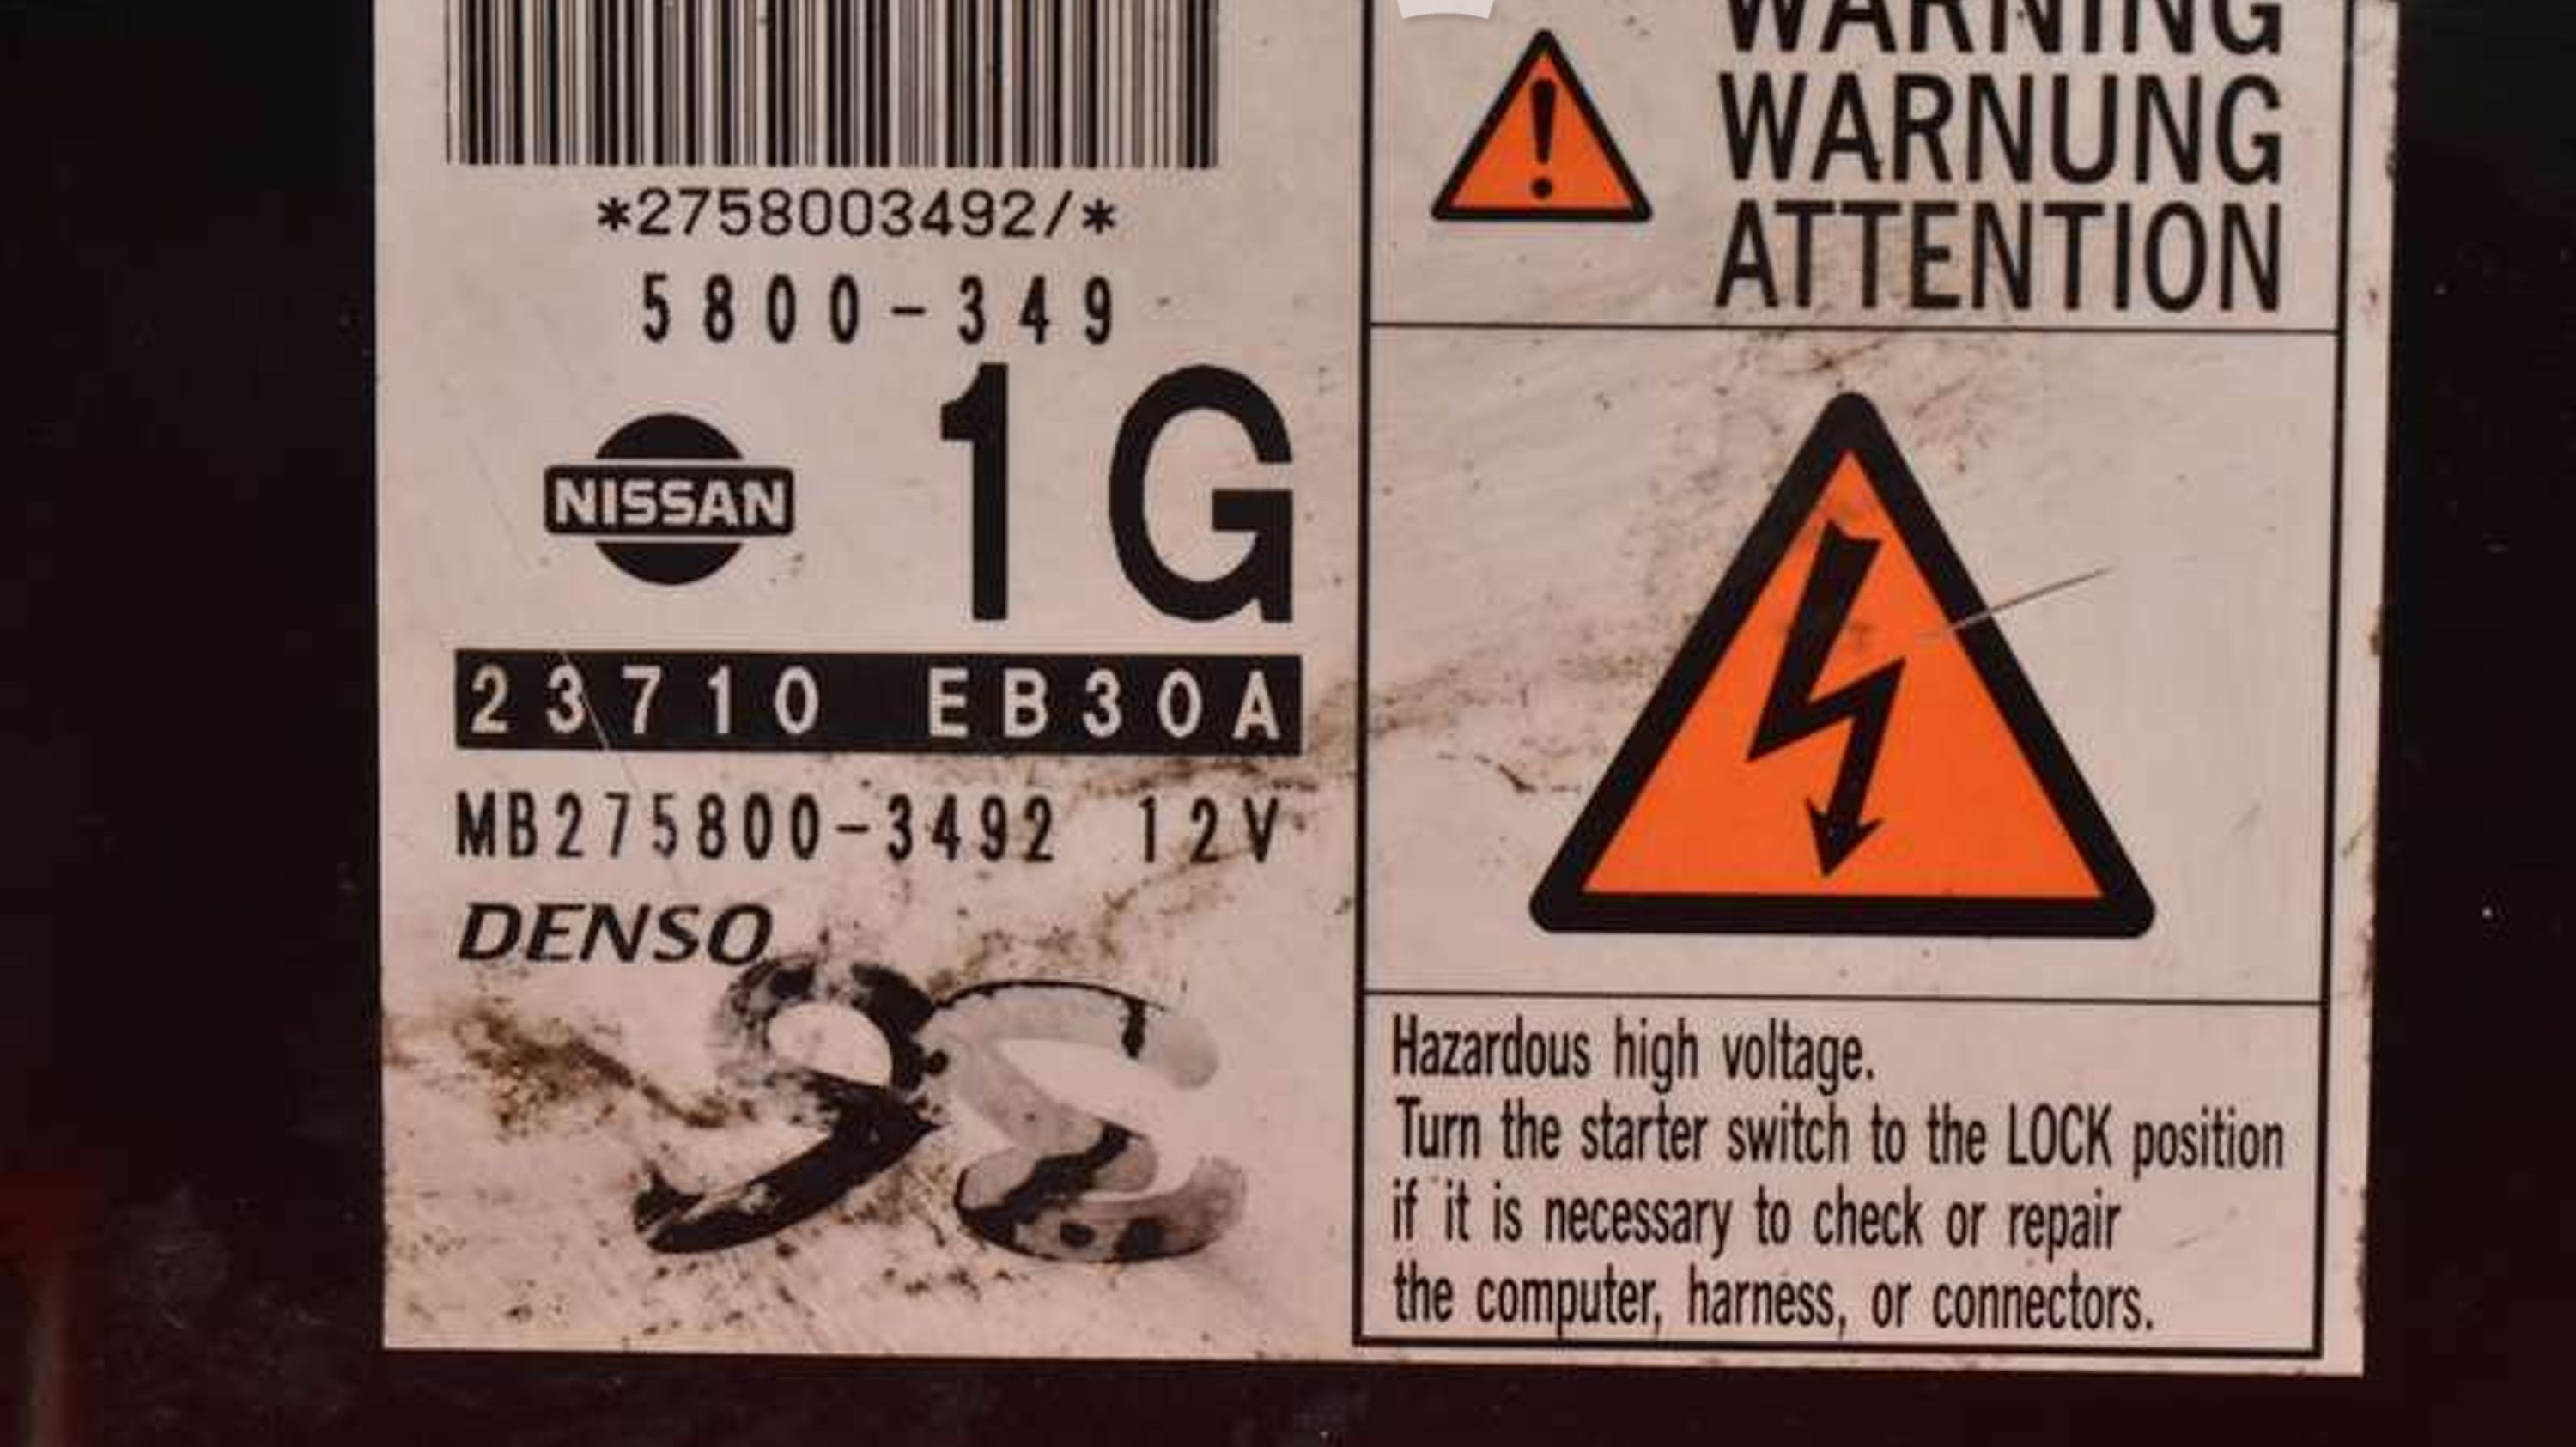 *2758003492/*
5800-349
NISSAN
1G
23710 EB30A
MB275800-3492 12V
DENSO
WARNING
WARNUNG
ATTENTION
Hazardous high voltage.
Turn the starter switch to the LOCK position
if it is necessary to check or repair
the computer, harness, or connectors.